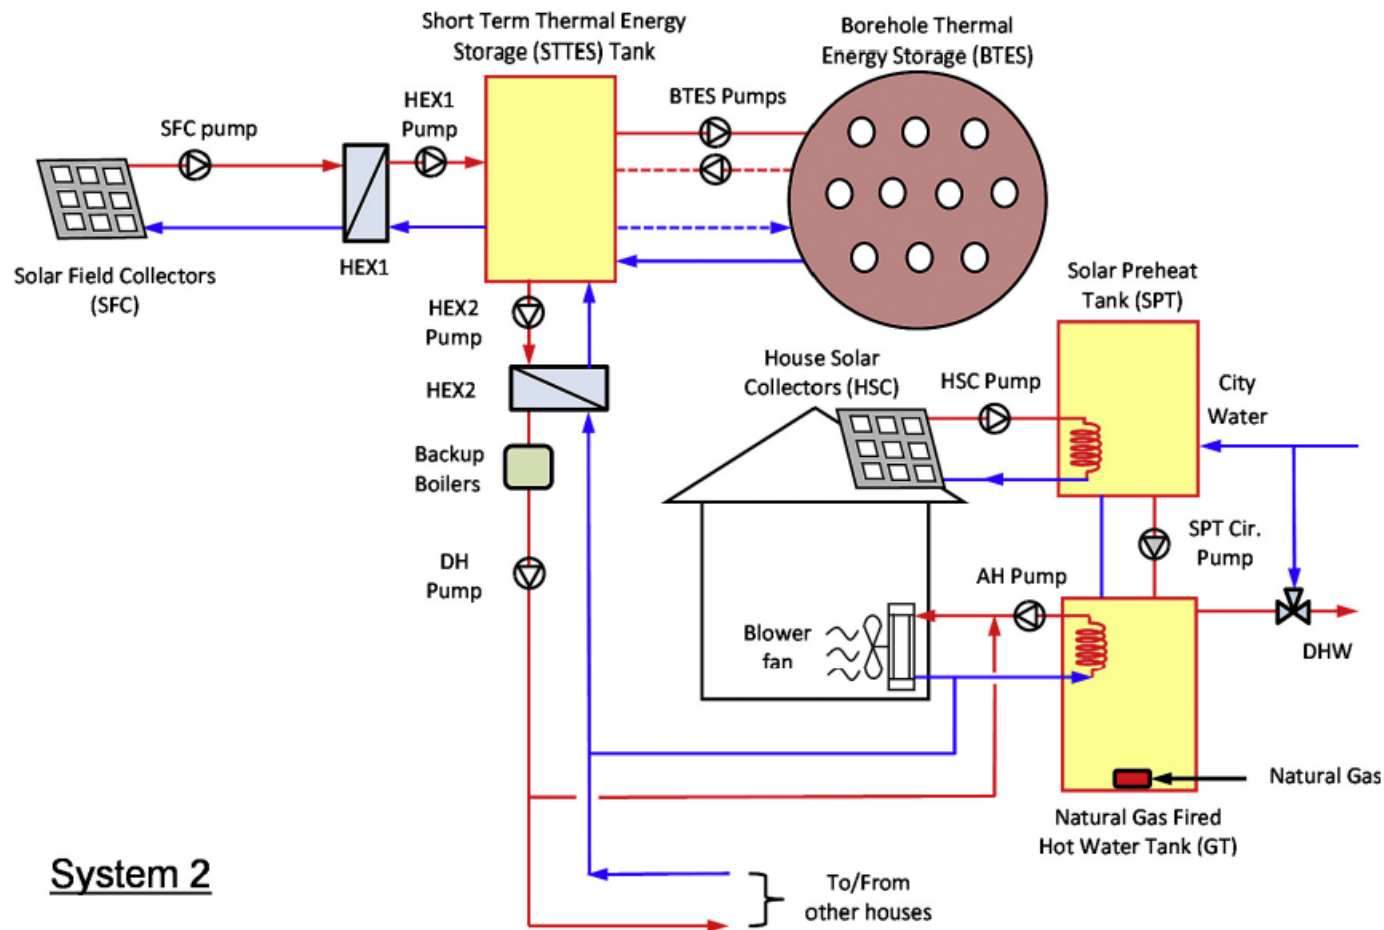 Short Term Thermal Energy
Storage (STTES) Tank
Borehole Thermal
Energy Storage (BTES)
SFC pump
HEX1
Pump
BTES Pumps
HEX1
Solar Field Collectors
(SFC)
HEX2
Pump
HEX2
Backup
Boilers
DH
Pump
House Solar
Collectors (HSC)
HSC Pump
Solar Preheat
Tank (SPT)
City
Water
SPT Cir.
Pump
AH Pump
Blower
fan
DHW
Natural Gas
Natural Gas Fired
Hot Water Tank (GT)
System 2
To/From
other houses